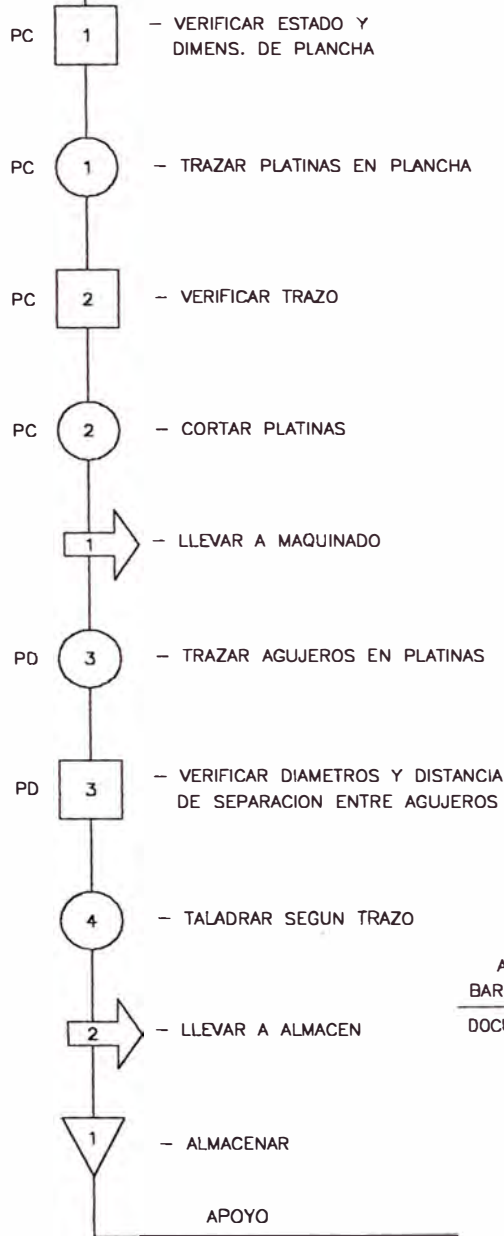 PC 1 – VERIFICAR ESTADO Y
DIMENS. DE PLANCHA
PC 1 – TRAZAR PLATINAS EN PLANCHA
PC 2 – VERIFICAR TRAZO
PC 2 – CORTAR PLATINAS
1 – LLEVAR A MAQUINADO
PD 3 – TRAZAR AGUJEROS EN PLATINAS
PD 3 – VERIFICAR DIAMETROS Y DISTANCIA
DE SEPARACION ENTRE AGUJEROS
4 – TALADRAR SEGUN TRAZO
A
BAR
DOCU
2 – LLEVAR A ALMACEN
1 – ALMACENAR
APOYO